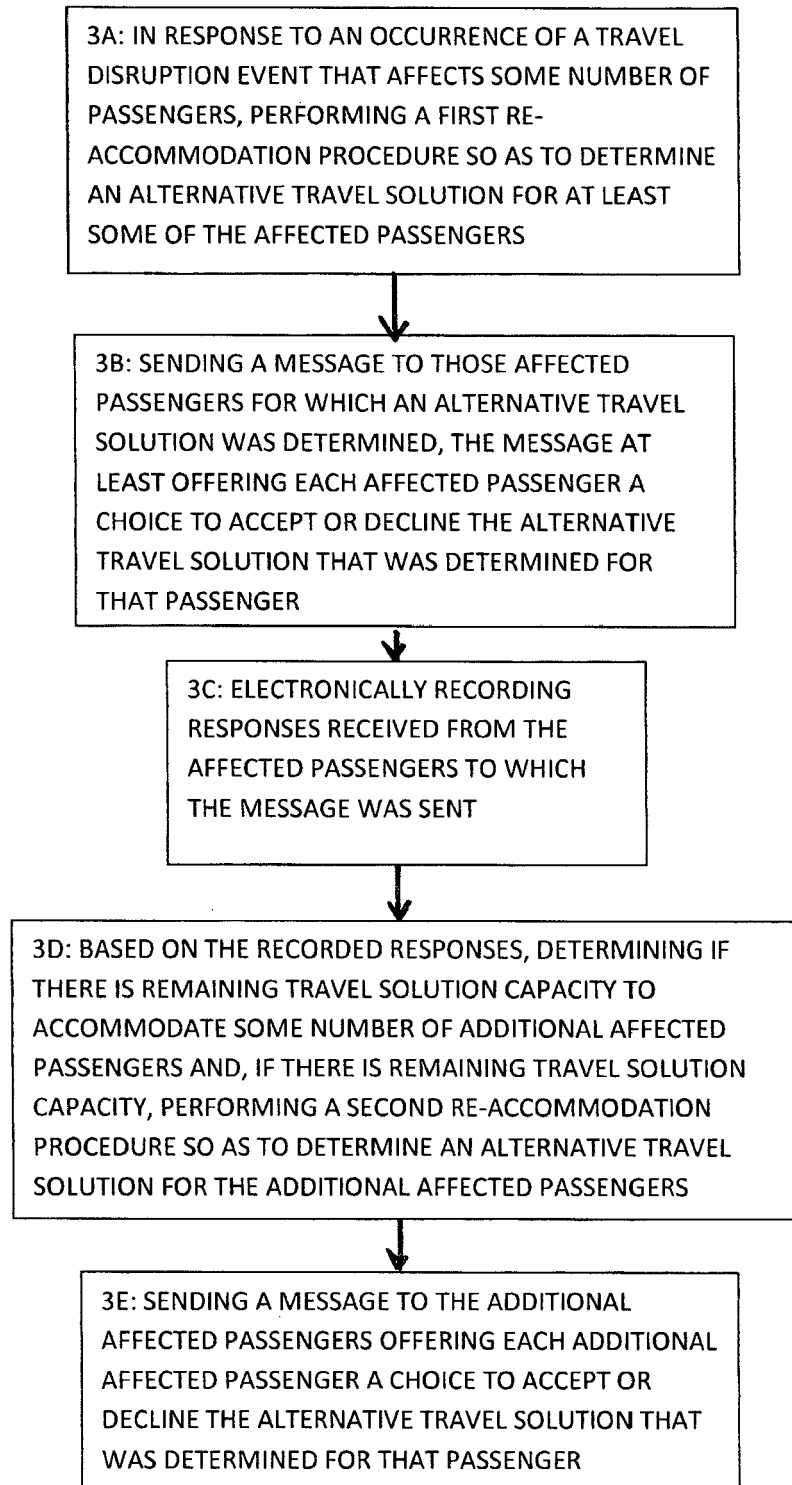 3A: IN RESPONSE TO AN OCCURRENCE OF A TRAVEL
DISRUPTION EVENT THAT AFFECTS SOME NUMBER OF
PASSENGERS, PERFORMING A FIRST RE-
ACCOMMODATION PROCEDURE SO AS TO DETERMINE
AN ALTERNATIVE TRAVEL SOLUTION FOR AT LEAST
SOME OF THE AFFECTED PASSENGERS
3B: SENDING A MESSAGE TO THOSE AFFECTED
PASSENGERS FOR WHICH AN ALTERNATIVE TRAVEL
SOLUTION WAS DETERMINED, THE MESSAGE AT
LEAST OFFERING EACH AFFECTED PASSENGER A
CHOICE TO ACCEPT OR DECLINE THE ALTERNATIVE
TRAVEL SOLUTION THAT WAS DETERMINED FOR
THAT PASSENGER
3C: ELECTRONICALLY RECORDING
RESPONSES RECEIVED FROM THE
AFFECTED PASSENGERS TO WHICH
THE MESSAGE WAS SENT
3D: BASED ON THE RECORDED RESPONSES, DETERMINING IF
THERE IS REMAINING TRAVEL SOLUTION CAPACITY TO
ACCOMMODATE SOME NUMBER OF ADDITIONAL AFFECTED
PASSENGERS AND, IF THERE IS REMAINING TRAVEL SOLUTION
CAPACITY, PERFORMING A SECOND RE-ACCOMMODATION
PROCEDURE SO AS TO DETERMINE AN ALTERNATIVE TRAVEL
SOLUTION FOR THE ADDITIONAL AFFECTED PASSENGERS
3E: SENDING A MESSAGE TO THE ADDITIONAL
AFFECTED PASSENGERS OFFERING EACH ADDITIONAL
AFFECTED PASSENGER A CHOICE TO ACCEPT OR
DECLINE THE ALTERNATIVE TRAVEL SOLUTION THAT
WAS DETERMINED FOR THAT PASSENGER